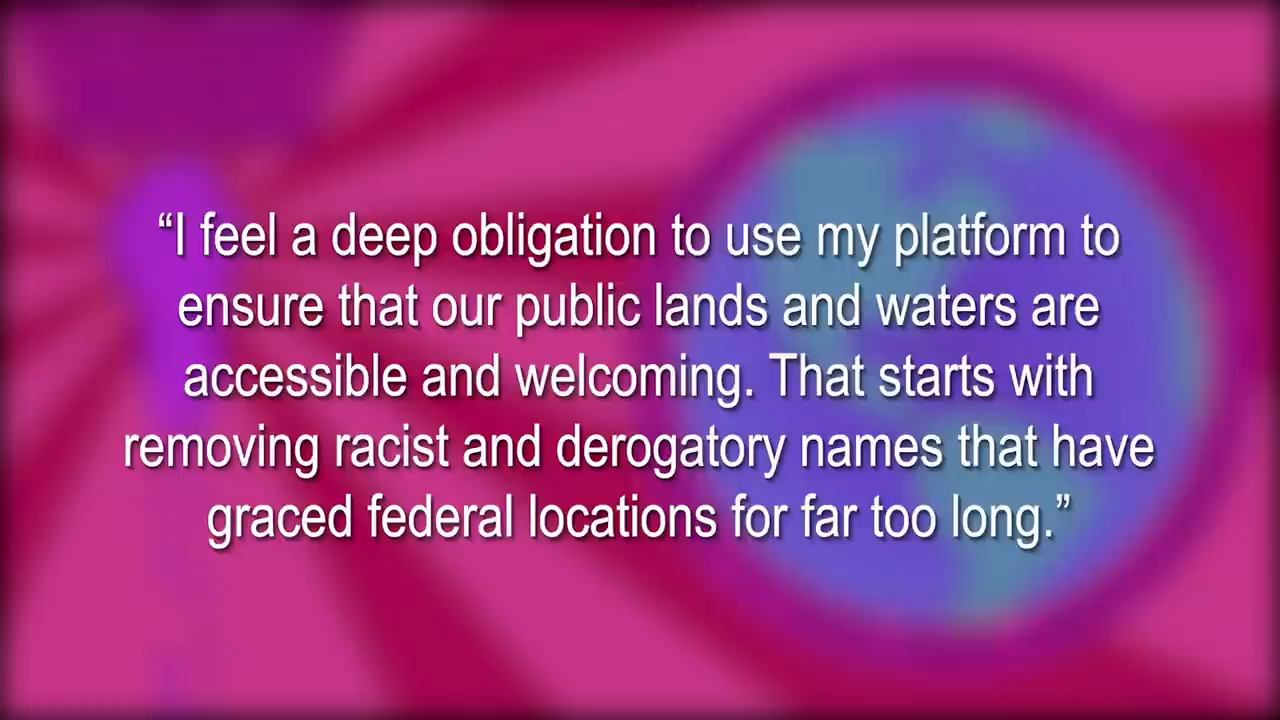 “I feel a deep obligation to use my platform to
ensure that our public lands and waters are
accessible and welcoming. That starts with
removing racist and derogatory names that have
graced federal locations for far too long.”